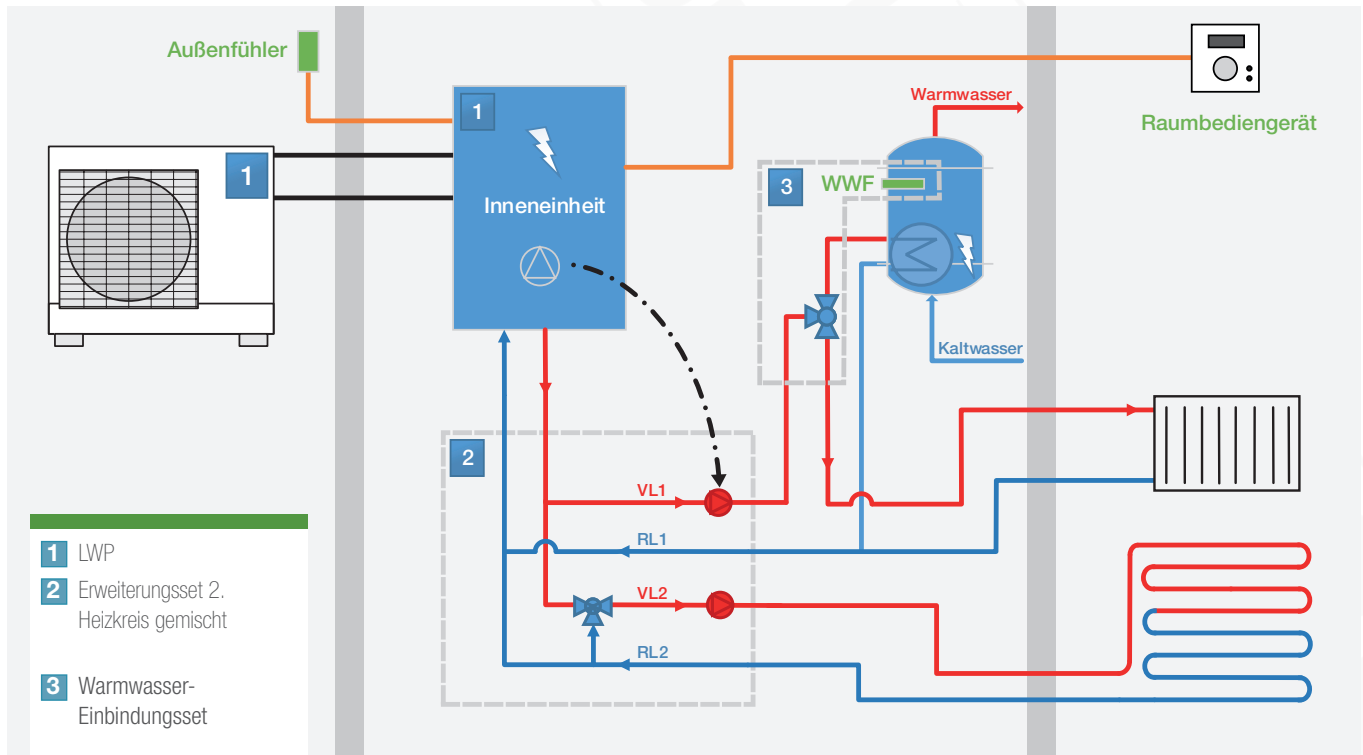 Außenfühler
1
1
Inneneinheit
Warmwasser
3
WWF
Kaltwasser
Raumbediengerät
2
VL1
RL1
VL2
RL2
1 LWP
2 Erweiterungsset 2.
Heizkreis gemischt
3 Warmwasser-
Einbindungsset